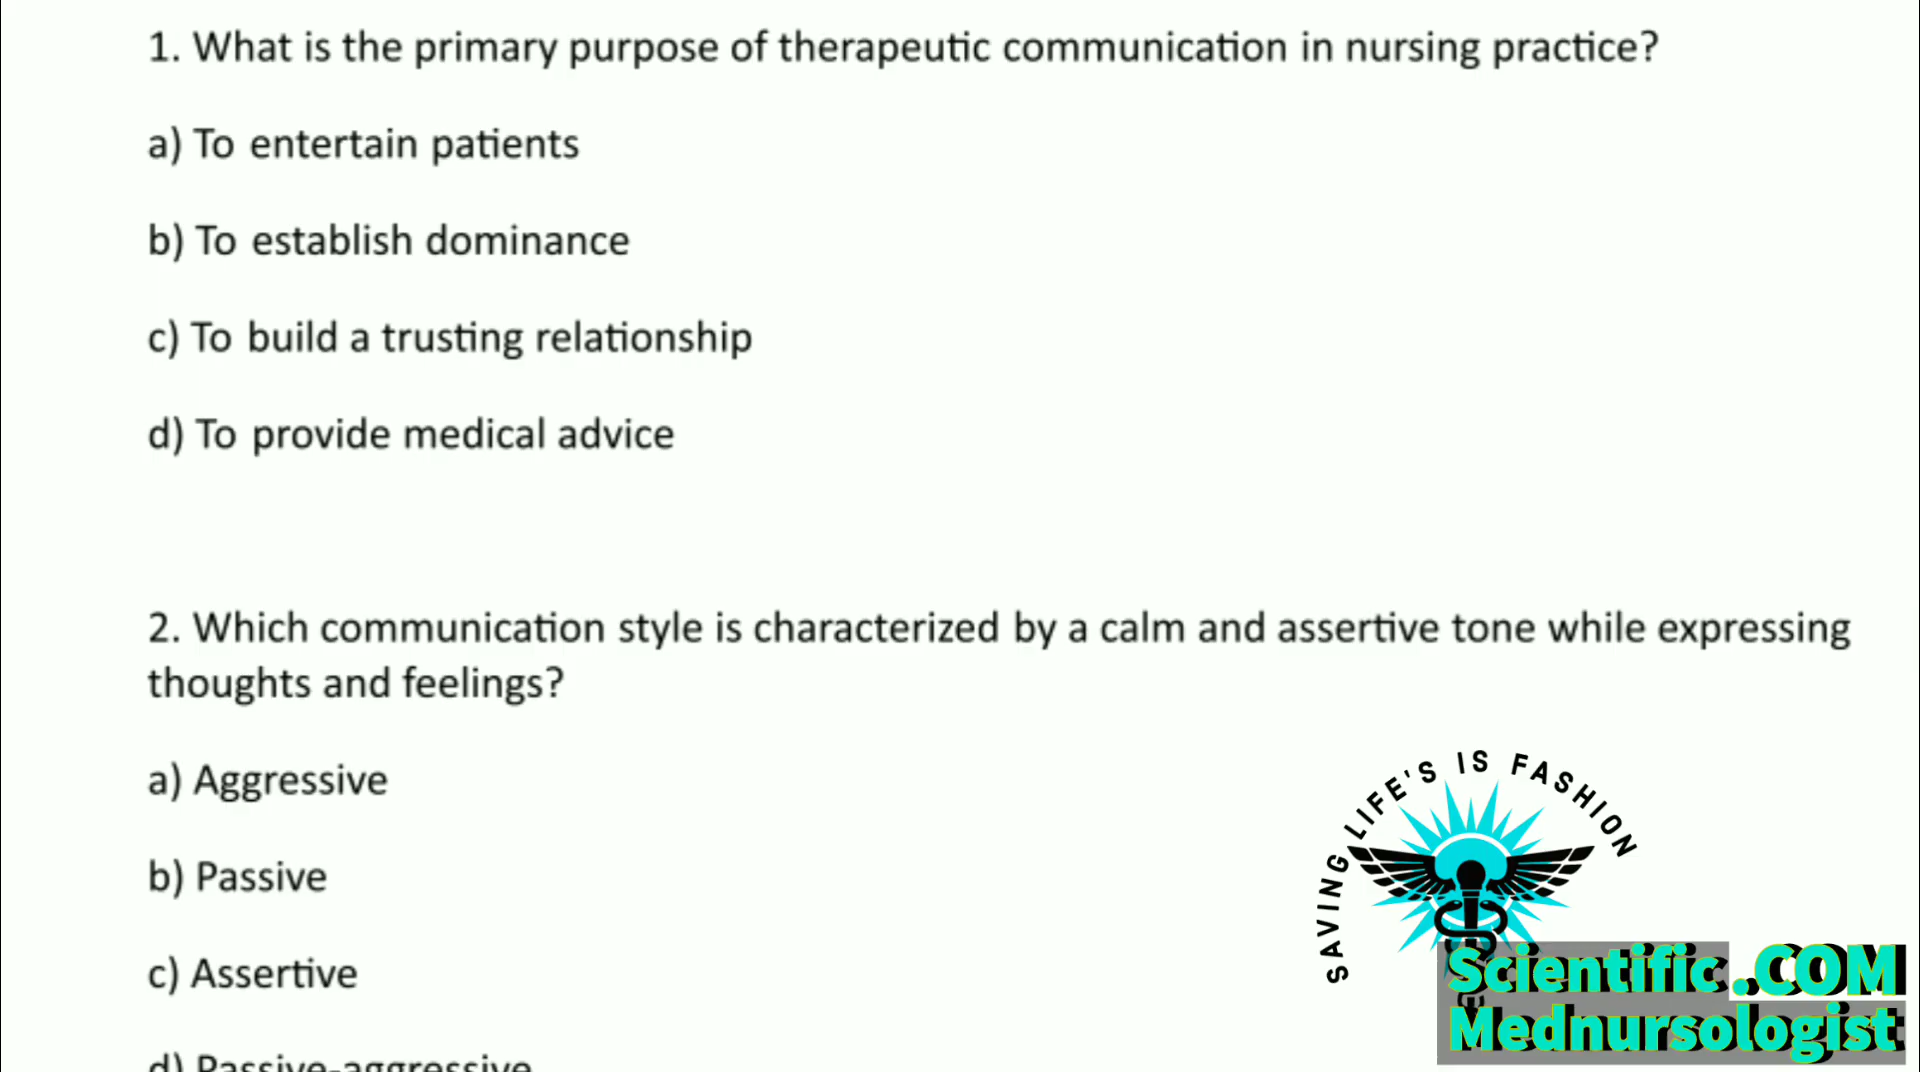 1. What is the primary purpose of therapeutic communication in nursing practice?
a) To entertain patients
b) To establish dominance
c) To build a trusting relationship
d) To provide medical advice
2. Which communication style is characterized by a calm and assertive tone while expressing
thoughts and feelings?
a) Aggressive
b) Passive
c) Assertive
d) Passive-aggressive
SAVING LIFE'S IS FASHION
Scientific .COM
Mednursologist